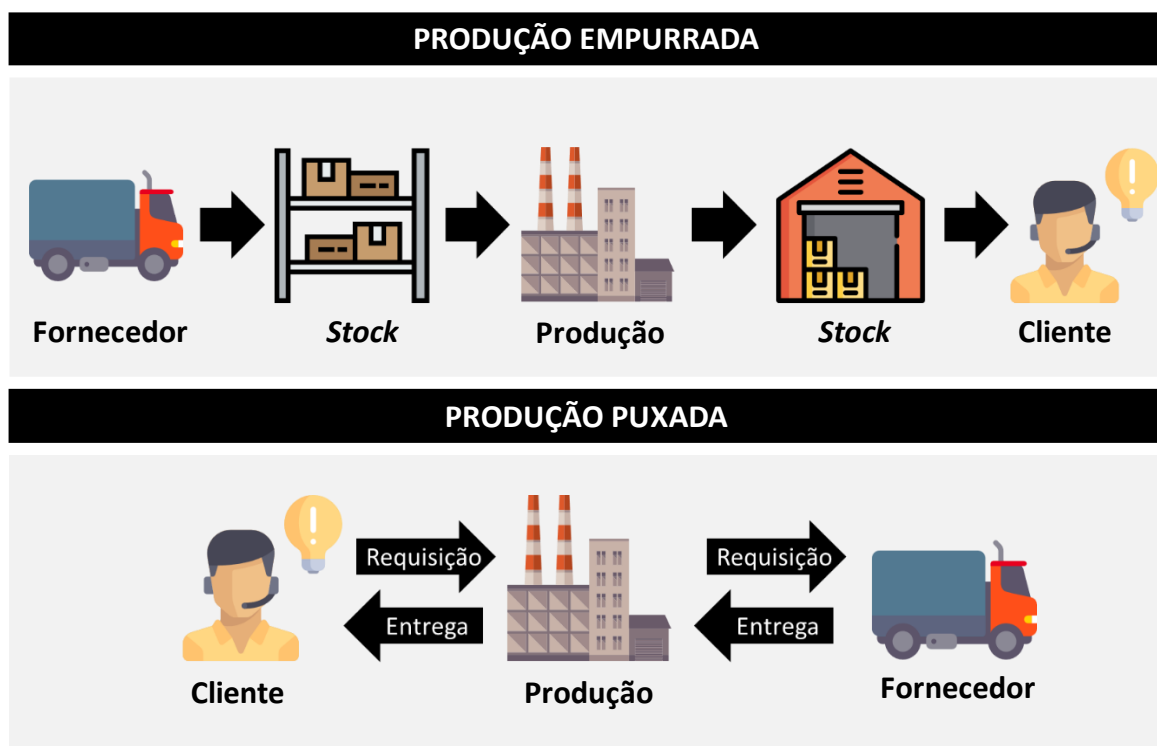 PRODUÇÃO EMPURRADA
Fornecedor
Stock
Produção
Stock
Cliente
PRODUÇÃO PUXADA
Requisição
Requisição
Entrega
Entrega
Cliente
Produção
Fornecedor